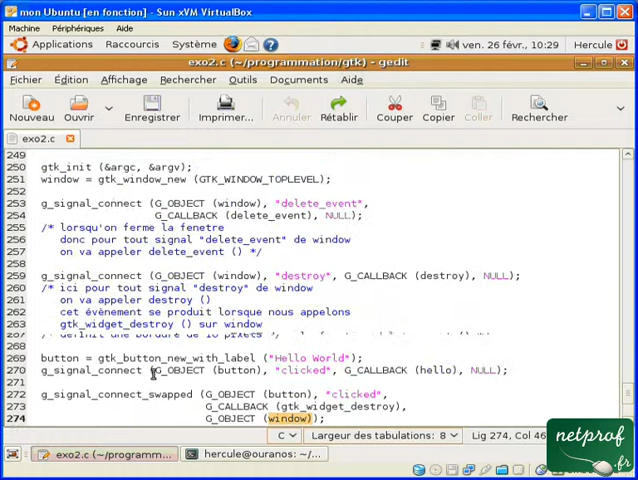 mon Ubuntu [en fonction] - Sun xVM VirtualBox
Machine Périphériques Aide
Applications Raccourcis Système ven. 26 févr., 10:29 Hercule
exo2.c (~/programmation/gtk) - gedit
Fichier Édition Affichage Rechercher Outils Documents Aide
Nouveau Ouvrir Enregistrer Imprimer... Annuler Rétablir Couper Copier Coller Rechercher
exo2.c
249
250 gtk_init (&argc, &argv);
251 window = gtk_window_new (GTK_WINDOW_TOPLEVEL);
252
253 g_signal_connect (G_OBJECT (window), "delete_event",
254 G_CALLBACK (delete_event), NULL);
255 /* lorsqu'on ferme la fenetre
256 donc pour tout signal "delete_event" de window
257 on va appeler delete_event () */
258
259 g_signal_connect (G_OBJECT (window), "destroy", G_CALLBACK (destroy), NULL);
260 /* ici pour tout signal "destroy" de window
261 on va appeler destroy ()
262 cet évènement se produit lorsque nous appelons
263 gtk_widget_destroy () sur window
268
269 button = gtk_button_new_with_label ("Hello World");
270 g_signal_connect (G_OBJECT (button), "clicked", G_CALLBACK (hello), NULL);
271
272 g_signal_connect_swapped (G_OBJECT (button), "clicked",
273 G_CALLBACK (gtk_widget_destroy),
274 G_OBJECT (window));
C Largeur des tabulations: 8 Lig 274, Col 46
exo2.c (~/programm... hercule@ouranos: ~/...
netprof
.fr